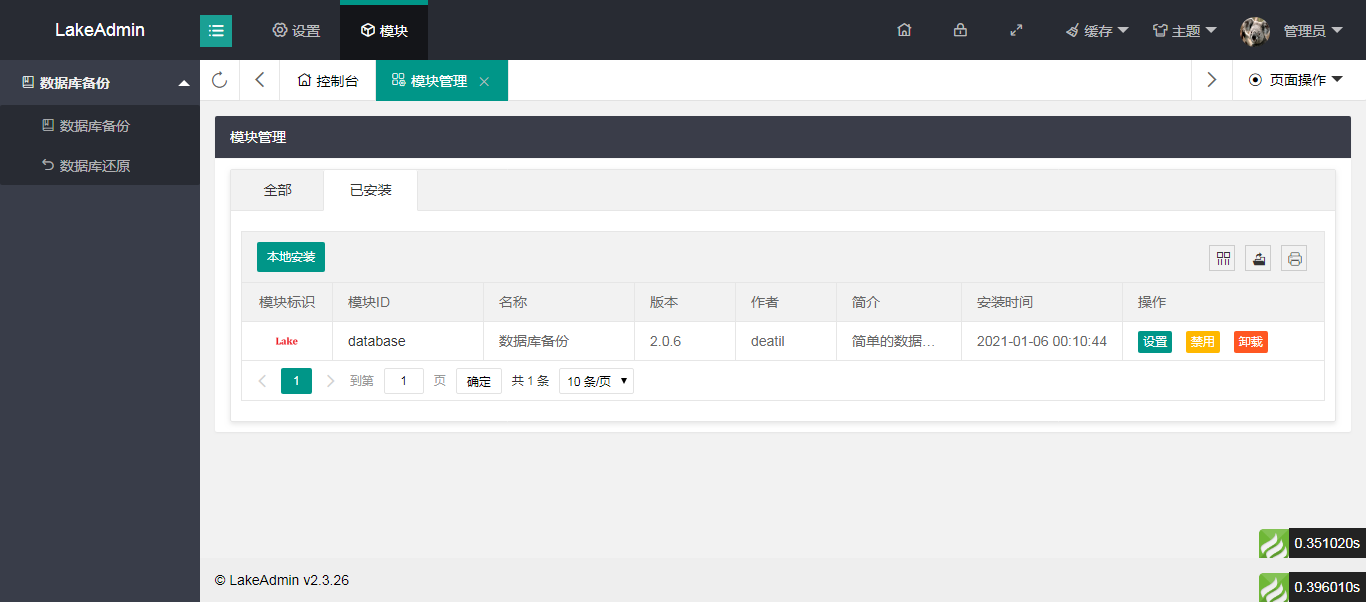 LakeAdmin 设置 模块 缓存 主题 管理员
数据库备份 控制台 模块管理 页面操作
数据库备份
数据库还原
模块管理
全部 已安装
本地安装
模块标识 模块ID 名称 版本 作者 简介 安装时间 操作
Lake database 数据库备份 2.0.6 deatil 简单的数据... 2021-01-06 00:10:44 设置 禁用 卸载
1 到第 1 页 确定 共 1 条 10 条/页
0.351020s
© LakeAdmin v2.3.26
0.396010s